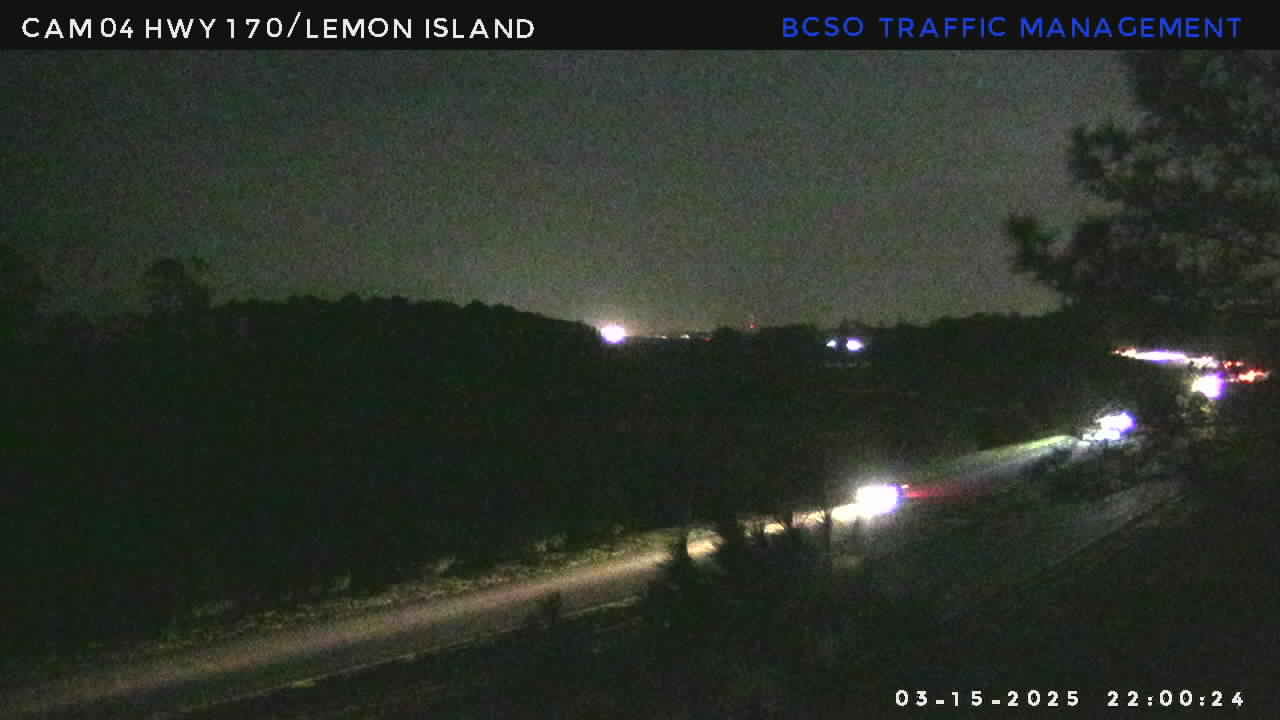 CAM04 HWY 170/LEMON ISLAND
BCSO TRAFFIC MANAGEMENT
03-15-2025 22:00:24